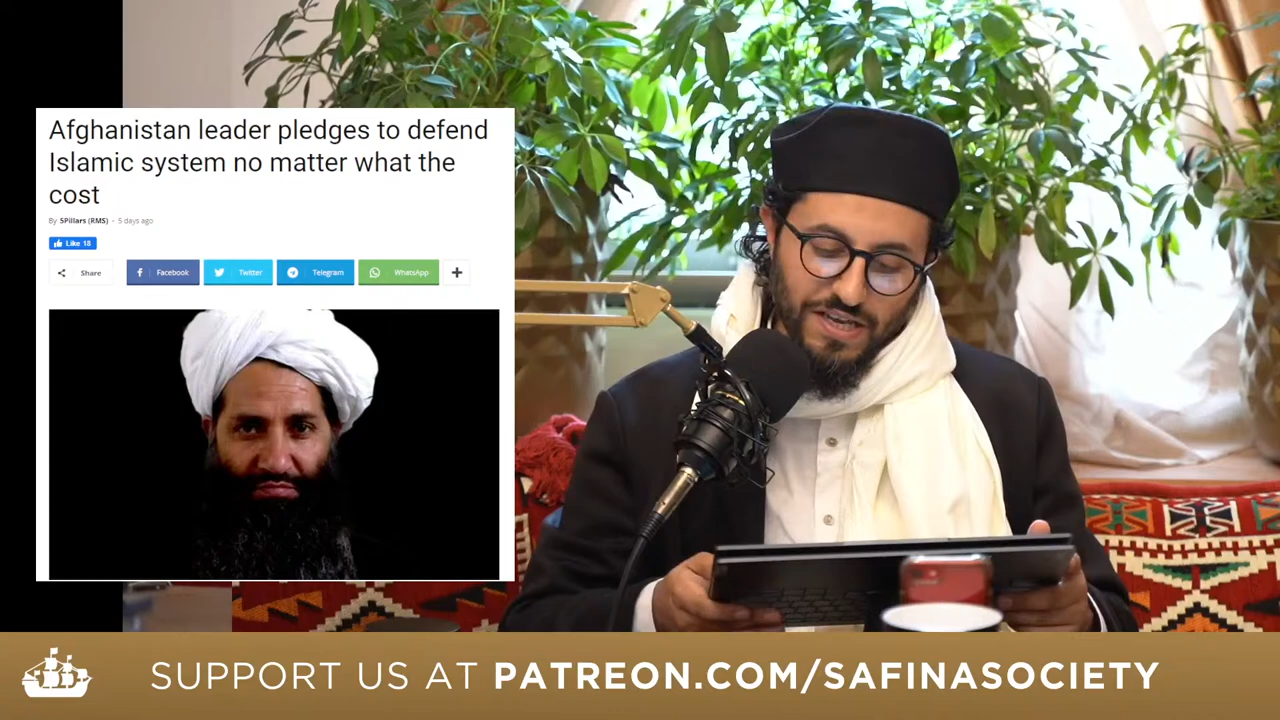 Afghanistan leader pledges to defend
Islamic system no matter what the
cost
By 5Pillars (RMS) - 5 days ago
Like 18
Share
Facebook
Twitter
Telegram
WhatsApp
SUPPORT US AT PATREON.COM/SAFINASOCIETY